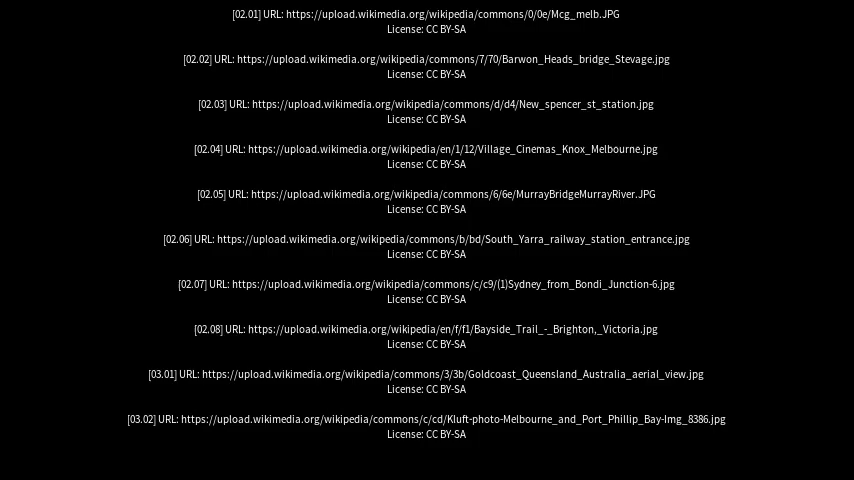 [02.01] URL: https://upload.wikimedia.org/wikipedia/commons/0/0e/Mcg_melb.JPG
License: CC BY-SA
[02.02] URL: https://upload.wikimedia.org/wikipedia/commons/7/70/Barwon_Heads_bridge_Stevage.jpg
License: CC BY-SA
[02.03] URL: https://upload.wikimedia.org/wikipedia/commons/d/d4/New_spencer_st_station.jpg
License: CC BY-SA
[02.04] URL: https://upload.wikimedia.org/wikipedia/en/1/12/Village_Cinemas_Knox_Melbourne.jpg
License: CC BY-SA
[02.05] URL: https://upload.wikimedia.org/wikipedia/commons/6/6e/MurrayBridgeMurrayRiver.JPG
License: CC BY-SA
[02.06] URL: https://upload.wikimedia.org/wikipedia/commons/b/bd/South_Yarra_railway_station_entrance.jpg
License: CC BY-SA
[02.07] URL: https://upload.wikimedia.org/wikipedia/commons/c/c9/(1)Sydney_from_Bondi_Junction-6.jpg
License: CC BY-SA
[02.08] URL: https://upload.wikimedia.org/wikipedia/en/f/f1/Bayside_Trail_-_Brighton,_Victoria.jpg
License: CC BY-SA
[03.01] URL: https://upload.wikimedia.org/wikipedia/commons/3/3b/Goldcoast_Queensland_Australia_aerial_view.jpg
License: CC BY-SA
[03.02] URL: https://upload.wikimedia.org/wikipedia/commons/c/cd/Kluft-photo-Melbourne_and_Port_Phillip_Bay-Img_8386.jpg
License: CC BY-SA